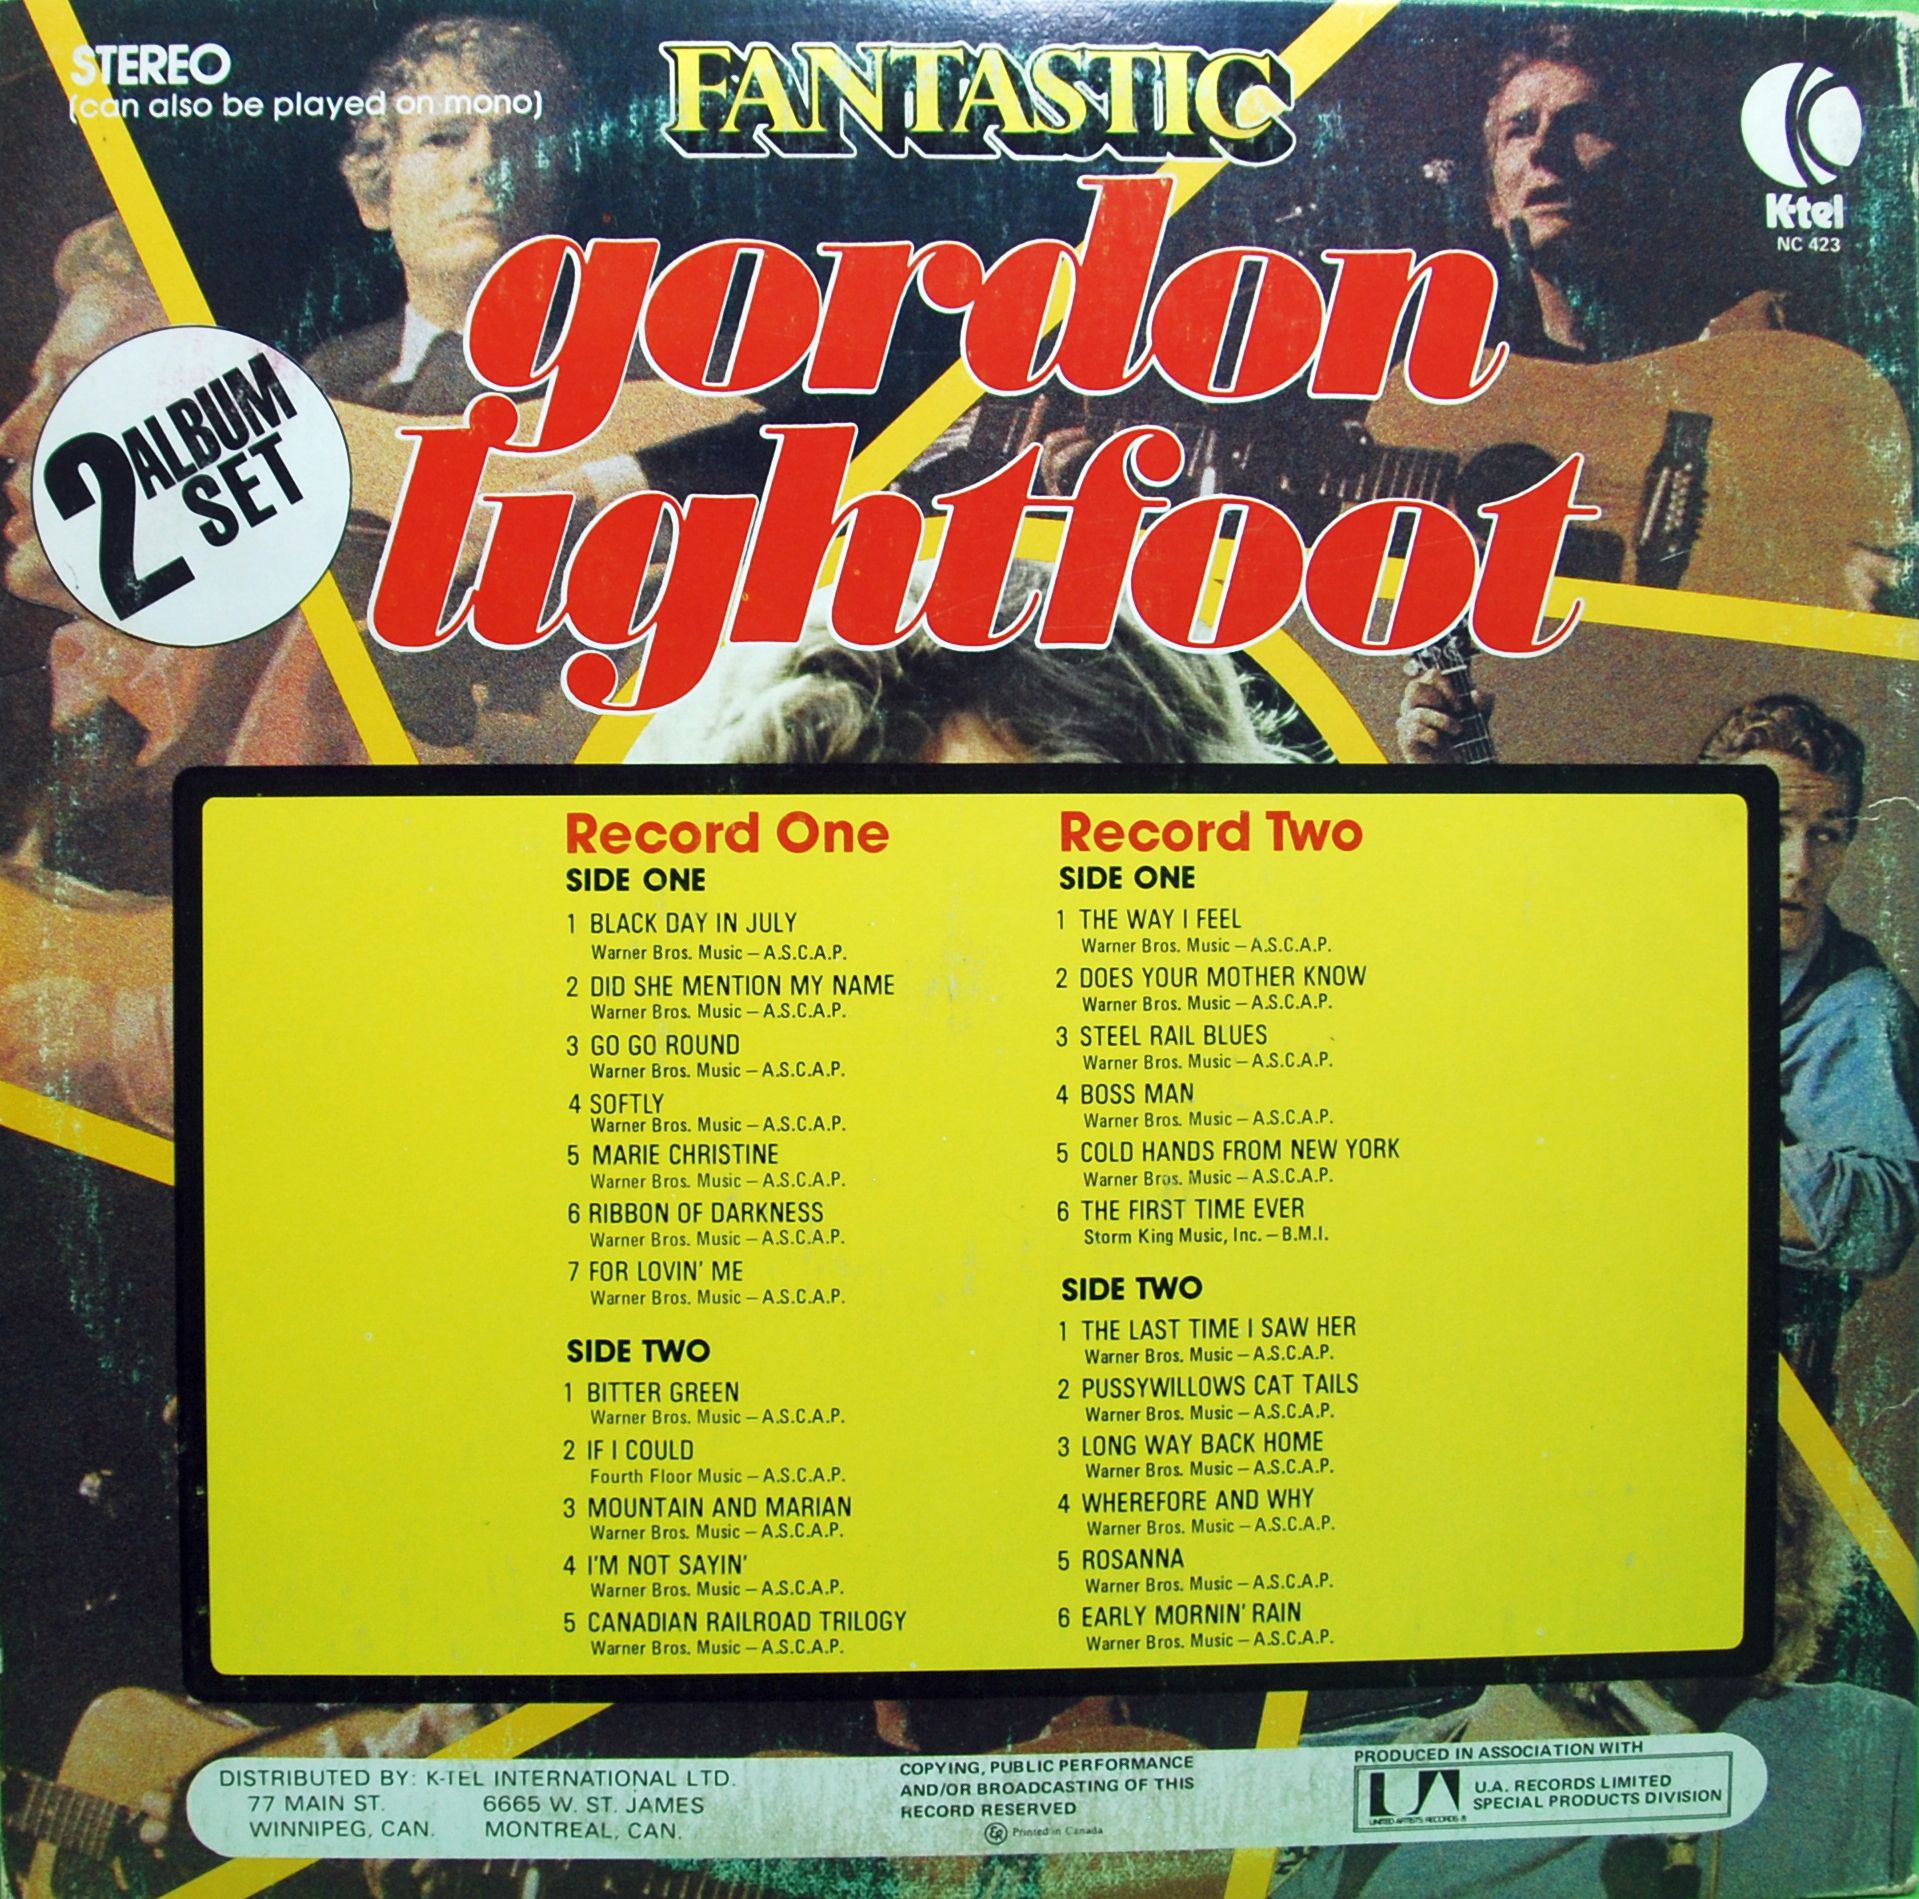 STEREO
(can also be played on mono)
FANTASTIC
gordon
lightfoot
K-tel
NC 423
2 ALBUM
SET
Record One
SIDE ONE
1 BLACK DAY IN JULY
Warner Bros. Music – A.S.C.A.P.
2 DID SHE MENTION MY NAME
Warner Bros. Music – A.S.C.A.P.
3 GO GO ROUND
Warner Bros. Music – A.S.C.A.P.
4 SOFTLY
Warner Bros. Music – A.S.C.A.P.
5 MARIE CHRISTINE
Warner Bros. Music – A.S.C.A.P.
6 RIBBON OF DARKNESS
Warner Bros. Music – A.S.C.A.P.
7 FOR LOVIN' ME
Warner Bros. Music – A.S.C.A.P.
SIDE TWO
1 BITTER GREEN
Warner Bros. Music – A.S.C.A.P.
2 IF I COULD
Fourth Floor Music – A.S.C.A.P.
3 MOUNTAIN AND MARIAN
Warner Bros. Music – A.S.C.A.P.
4 I'M NOT SAYIN'
Warner Bros. Music – A.S.C.A.P.
5 CANADIAN RAILROAD TRILOGY
Warner Bros. Music – A.S.C.A.P.
Record Two
SIDE ONE
1 THE WAY I FEEL
Warner Bros. Music – A.S.C.A.P.
2 DOES YOUR MOTHER KNOW
Warner Bros. Music – A.S.C.A.P.
3 STEEL RAIL BLUES
Warner Bros. Music – A.S.C.A.P.
4 BOSS MAN
Warner Bros. Music – A.S.C.A.P.
5 COLD HANDS FROM NEW YORK
Warner Bros. Music – A.S.C.A.P.
6 THE FIRST TIME EVER
Storm King Music, Inc. – B.M.I.
SIDE TWO
1 THE LAST TIME I SAW HER
Warner Bros. Music – A.S.C.A.P.
2 PUSSYWILLOWS CAT TAILS
Warner Bros. Music – A.S.C.A.P.
3 LONG WAY BACK HOME
Warner Bros. Music – A.S.C.A.P.
4 WHEREFORE AND WHY
Warner Bros. Music – A.S.C.A.P.
5 ROSANNA
Warner Bros. Music – A.S.C.A.P.
6 EARLY MORNIN' RAIN
Warner Bros. Music – A.S.C.A.P.
DISTRIBUTED BY: K-TEL INTERNATIONAL LTD.
77 MAIN ST. 6665 W. ST. JAMES
WINNIPEG, CAN. MONTREAL, CAN.
COPYING, PUBLIC PERFORMANCE
AND/OR BROADCASTING OF THIS
RECORD RESERVED
ER Printed in Canada
PRODUCED IN ASSOCIATION WITH
UA
UNITED ARTISTS RECORDS
U.A. RECORDS LIMITED
SPECIAL PRODUCTS DIVISION